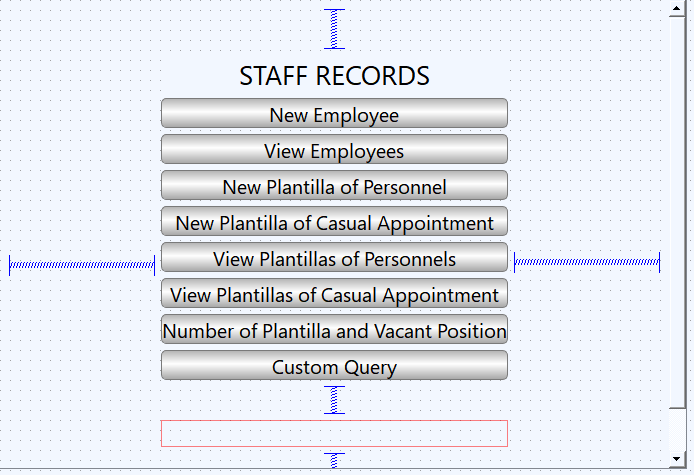 STAFF RECORDS
New Employee
View Employees
New Plantilla of Personnel
New Plantilla of Casual Appointment
View Plantillas of Personnels
View Plantillas of Casual Appointment
Number of Plantilla and Vacant Position
Custom Query